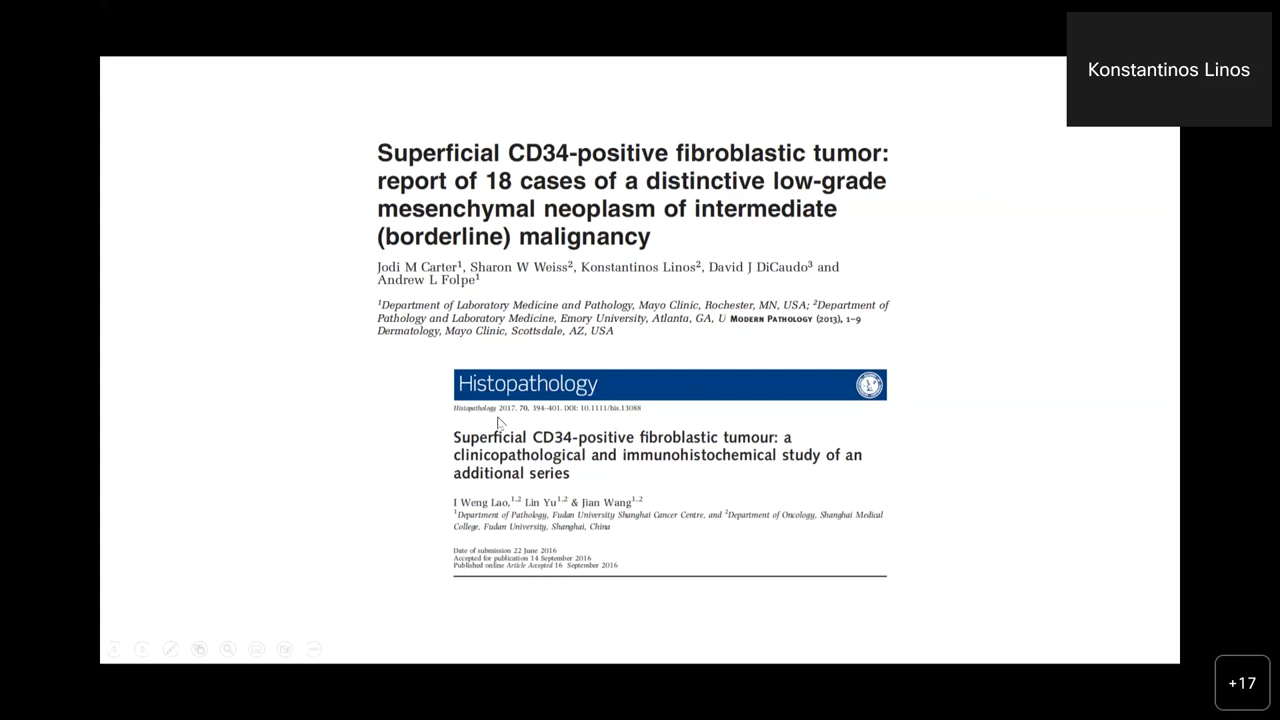 Konstantinos Linos
Superficial CD34-positive fibroblastic tumor:
report of 18 cases of a distinctive low-grade
mesenchymal neoplasm of intermediate
(borderline) malignancy
Jodi M Carter1, Sharon W Weiss2, Konstantinos Linos2, David J DiCaudo3 and
Andrew L Folpe1
1Department of Laboratory Medicine and Pathology, Mayo Clinic, Rochester, MN, USA; 2Department of
Pathology and Laboratory Medicine, Emory University, Atlanta, GA, U MODERN PATHOLOGY (2013), 1–9
Dermatology, Mayo Clinic, Scottsdale, AZ, USA
Histopathology
Histopathology 2017, 70, 394–401. DOI: 10.1111/his.13088
Superficial CD34-positive fibroblastic tumour: a
clinicopathological and immunohistochemical study of an
additional series
I Weng Lao,1,2 Lin Yu1,2 & Jian Wang1,2
1Department of Pathology, Fudan University Shanghai Cancer Centre, and 2Department of Oncology, Shanghai Medical
College, Fudan University, Shanghai, China
Date of submission 22 June 2016
Accepted for publication 14 September 2016
Published online Article Accepted 16 September 2016
+17